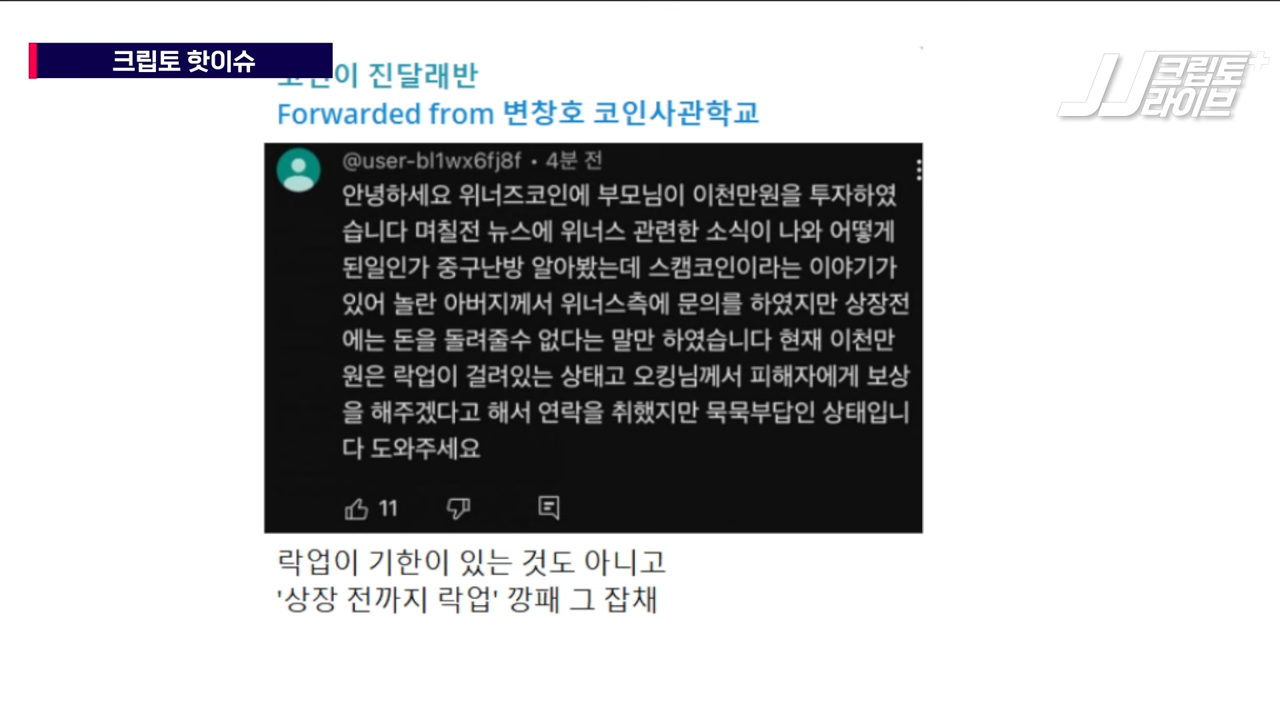 크립토 핫이슈
JJ 크립토+
라이브
진달래반
Forwarded from 변창호 코인사관학교
@user-bl1wx6fj8f • 4분 전
안녕하세요 위너즈코인에 부모님이 이천만원을 투자하였
습니다 며칠전 뉴스에 위너스 관련한 소식이 나와 어떻게
된일인가 중구난방 알아봤는데 스캠코인이라는 이야기가
있어 놀란 아버지께서 위너스측에 문의를 하였지만 상장전
에는 돈을 돌려줄수 없다는 말만 하였습니다 현재 이천만
원은 락업이 걸려있는 상태고 오킹님께서 피해자에게 보상
을 해주겠다고 해서 연락을 취했지만 묵묵부답인 상태입니
다 도와주세요
11
락업이 기한이 있는 것도 아니고
'상장 전까지 락업' 깡패 그 잡채